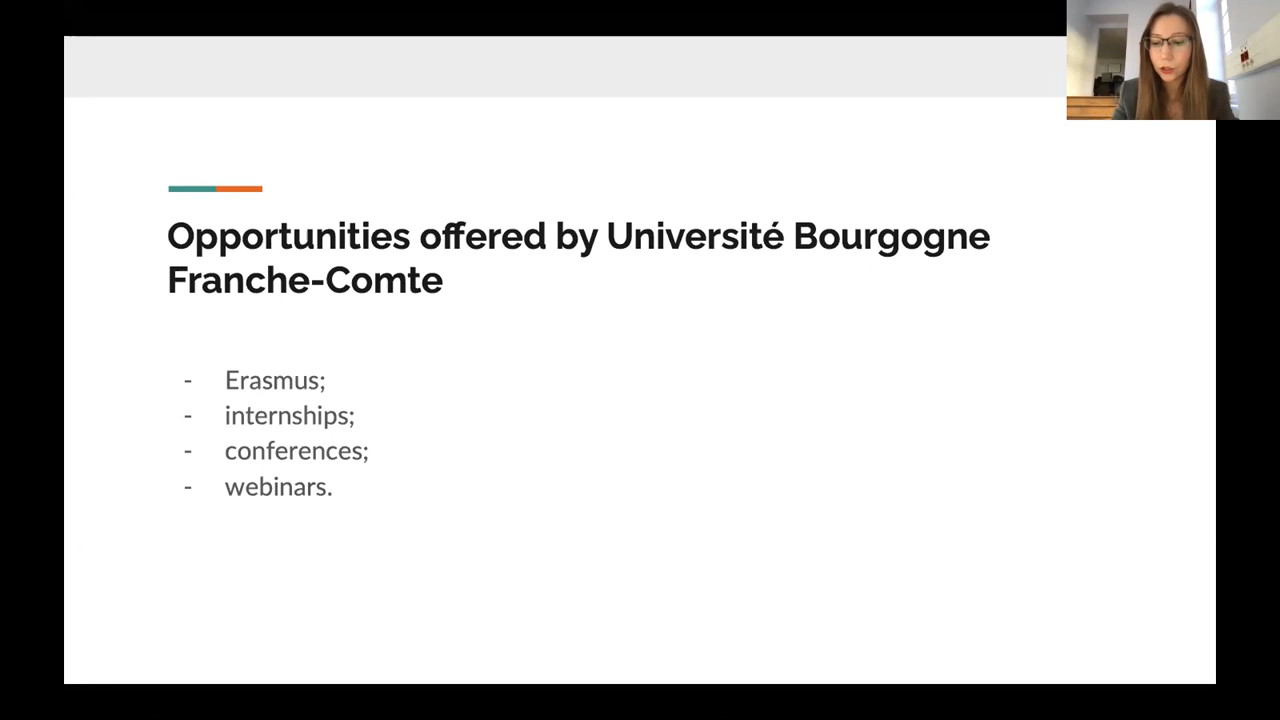 Opportunities offered by Université Bourgogne
Franche-Comte
- Erasmus;
- internships;
- conferences;
- webinars.